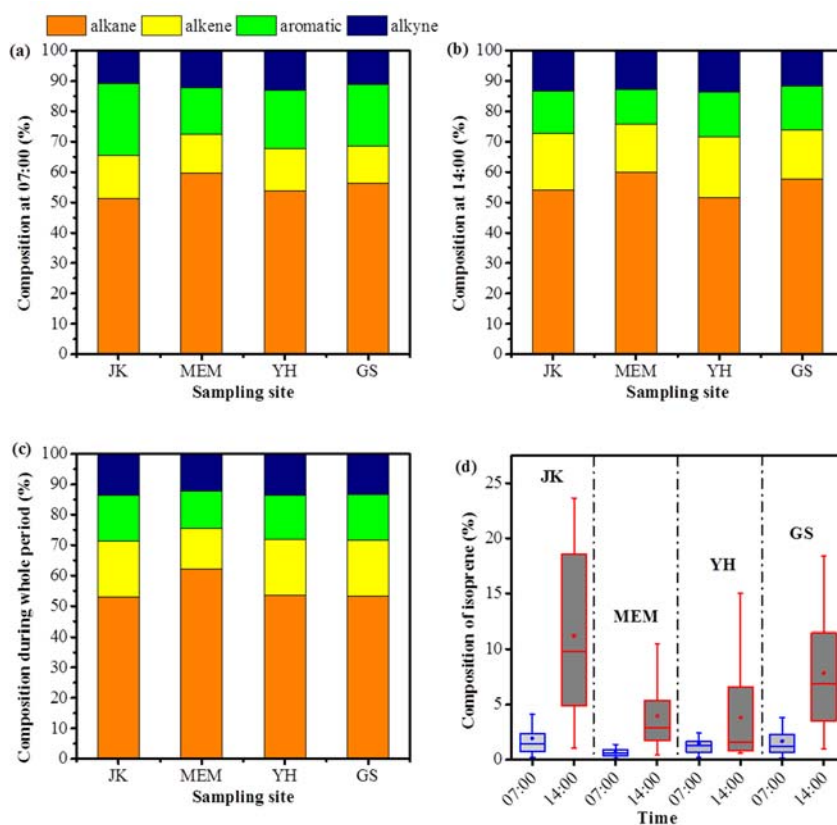 alkane alkene aromatic alkyne
(a)
Composition at 07:00 (%)
100
90
80
70
60
50
40
30
20
10
0
JK MEM YH GS
Sampling site
(b)
Composition at 14:00 (%)
100
90
80
70
60
50
40
30
20
10
0
JK MEM YH GS
Sampling site
(c)
Composition during whole period (%)
100
90
80
70
60
50
40
30
20
10
0
JK MEM YH GS
Sampling site
(d)
Composition of isoprene (%)
25
20
15
10
5
0
JK
MEM
YH
GS
07:00 14:00 07:00 14:00 07:00 14:00 07:00 14:00
Time